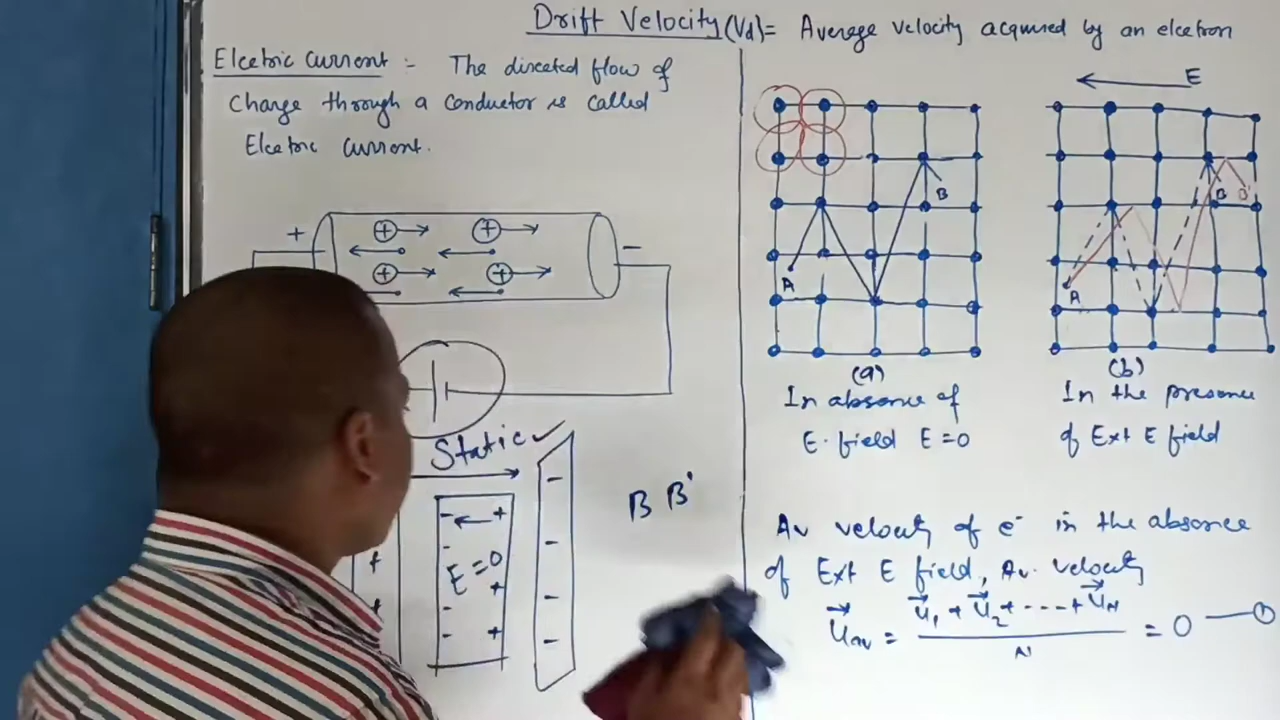 Drift Velocity (Vd) = Average velocity acquired by an electron
Electric Current :- The directed flow of
Charge through a conductor is called
Electric current.
+ + + −
+ +
Static ✓
− ← + −
−
E = 0 −
+ +
+ − + −
−
B B'
E
A B
A B B'
(a) (b)
In absence of
E. field E = 0
In the presence
of Ext E field
Av velocity of e⁻ in the absence
of Ext E field, Av. velocity
u⃗av = u⃗1 + u⃗2 + ---- + u⃗N / N = 0 — ①